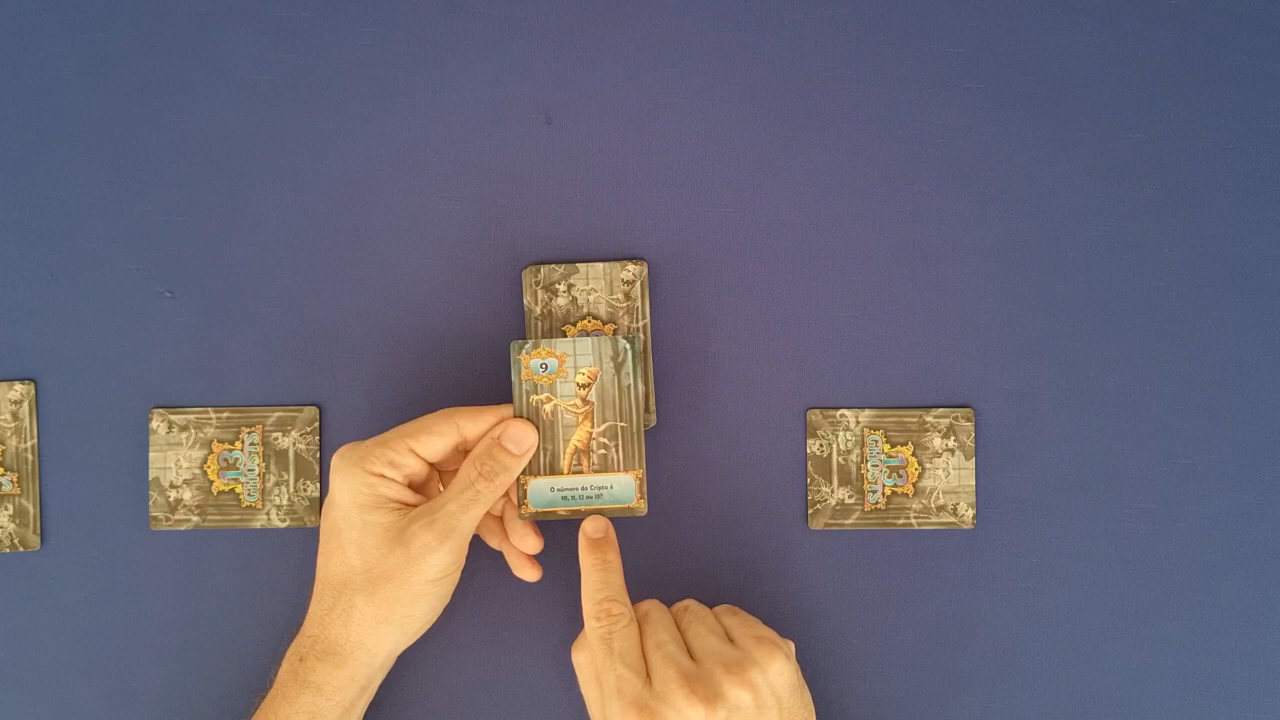 9
O número da Cripta é
10, 11, 12 ou 13?
13
GHOSTS
13
GHOSTS